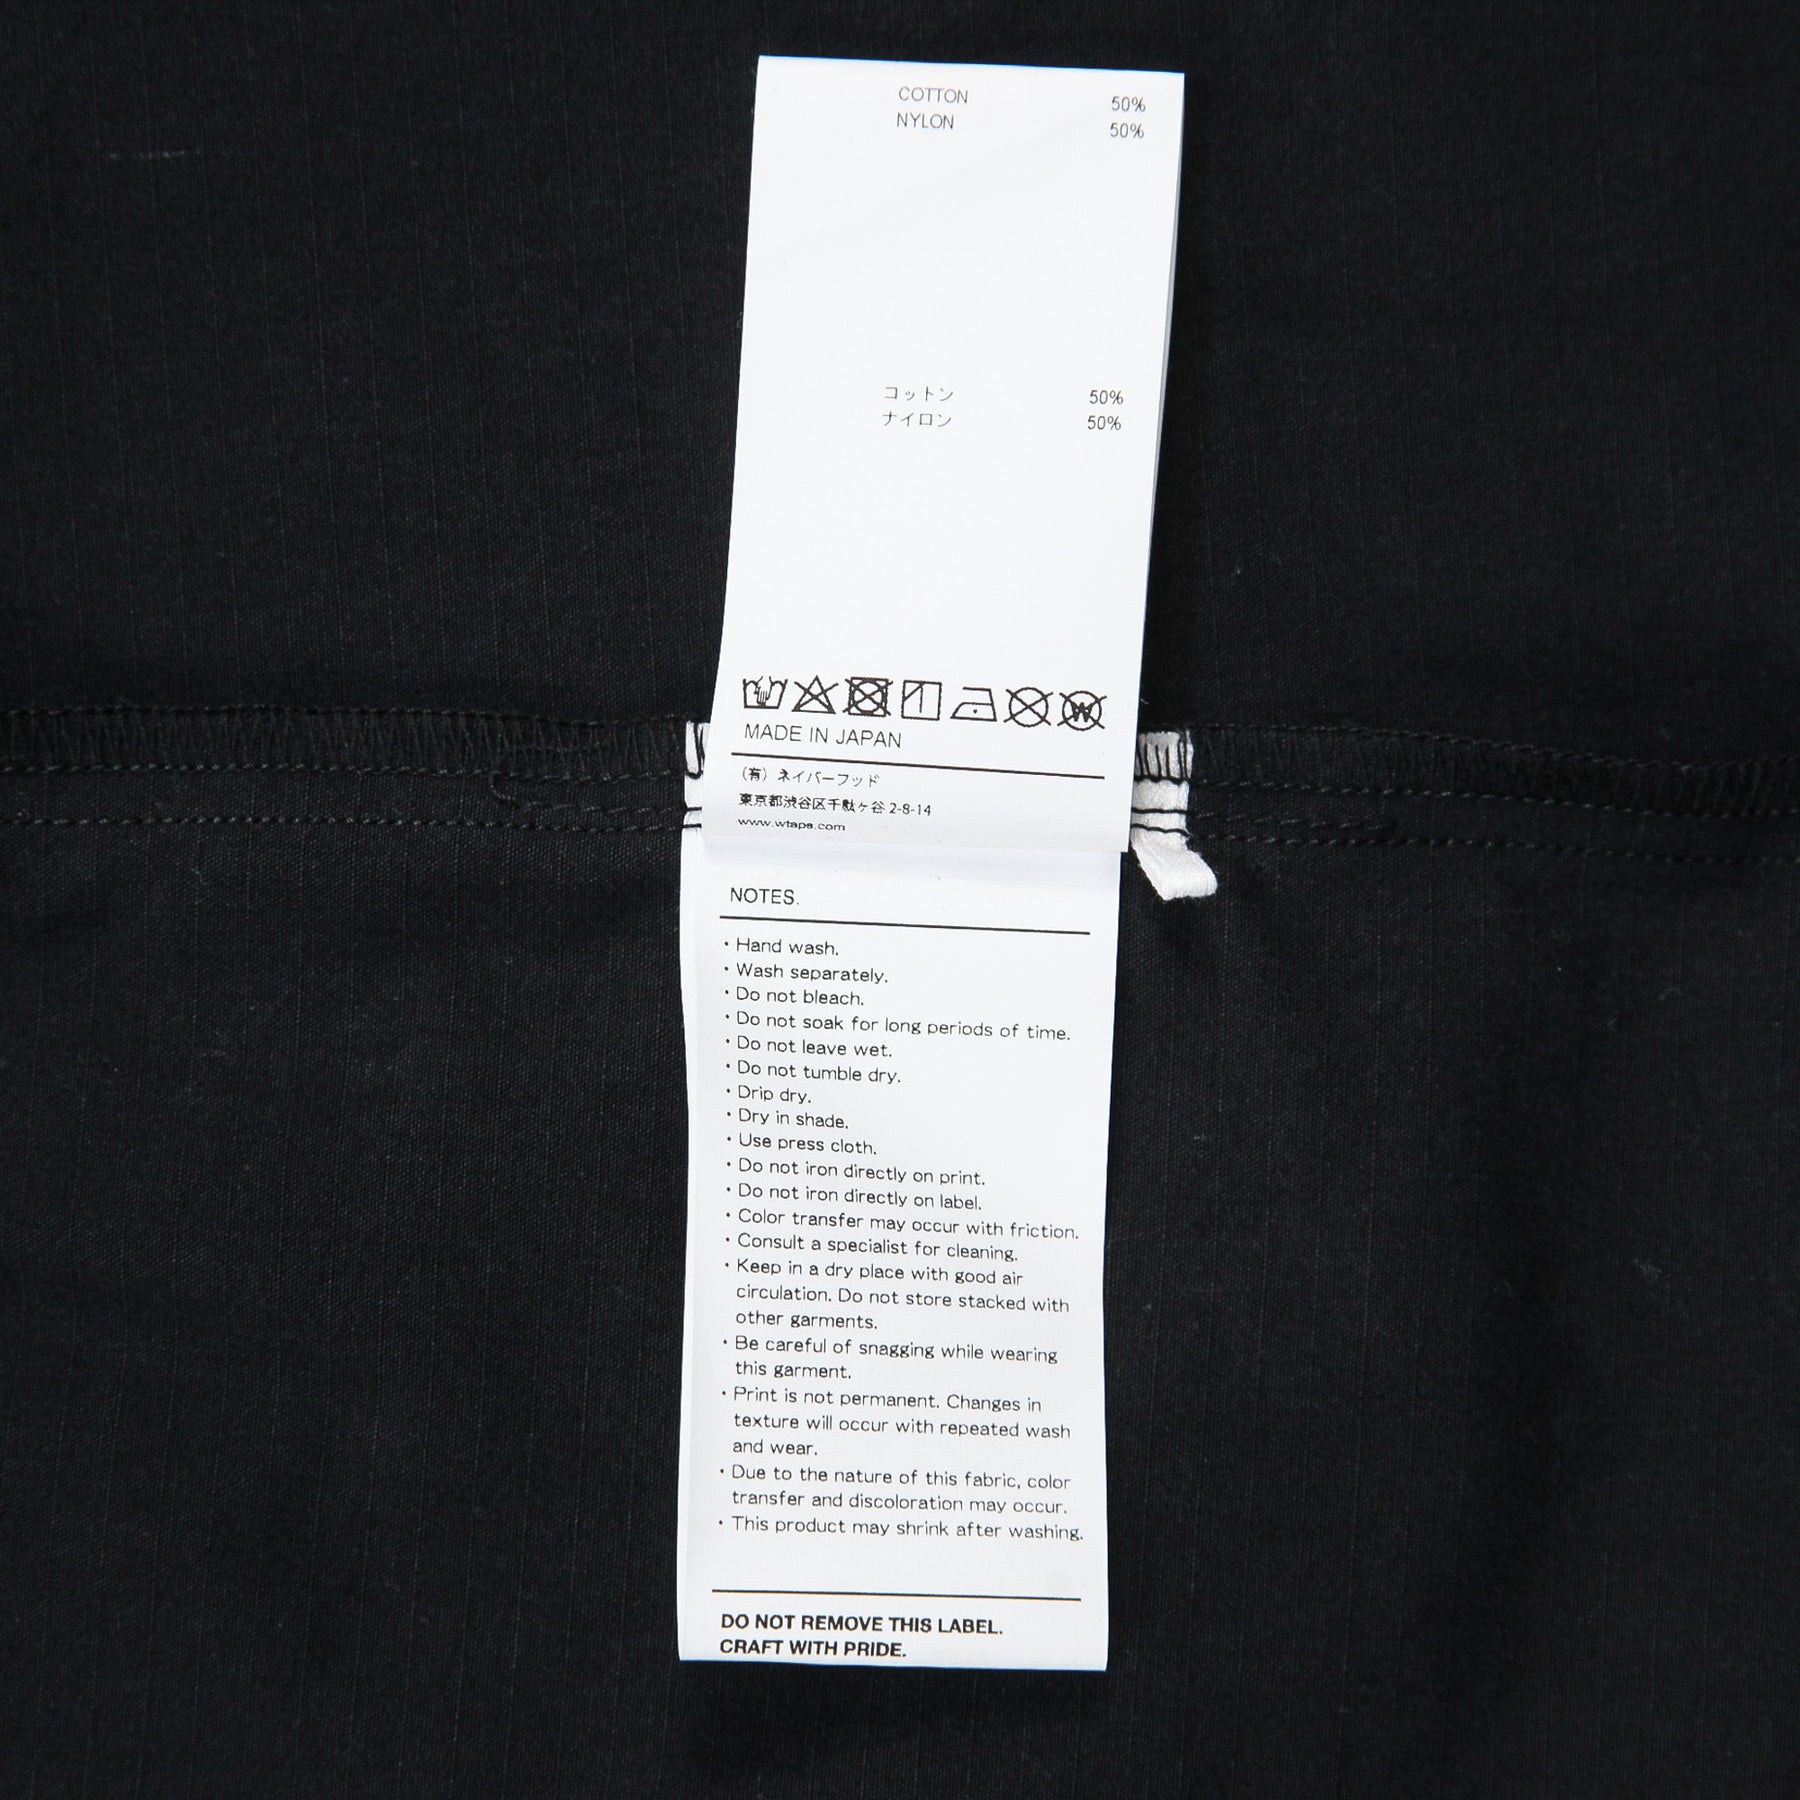 COTTON 50%
NYLON 50%
コットン 50%
ナイロン 50%
MADE IN JAPAN
(有) ネイバーフッド
東京都渋谷区千駄ヶ谷 2-8-14
www.wtaps.com
NOTES.
・Hand wash.
・Wash separately.
・Do not bleach.
・Do not soak for long periods of time.
・Do not leave wet.
・Do not tumble dry.
・Drip dry.
・Dry in shade.
・Use press cloth.
・Do not iron directly on print.
・Do not iron directly on label.
・Color transfer may occur with friction.
・Consult a specialist for cleaning.
・Keep in a dry place with good air
circulation. Do not store stacked with
other garments.
・Be careful of snagging while wearing
this garment.
・Print is not permanent. Changes in
texture will occur with repeated wash
and wear.
・Due to the nature of this fabric, color
transfer and discoloration may occur.
・This product may shrink after washing.
DO NOT REMOVE THIS LABEL.
CRAFT WITH PRIDE.